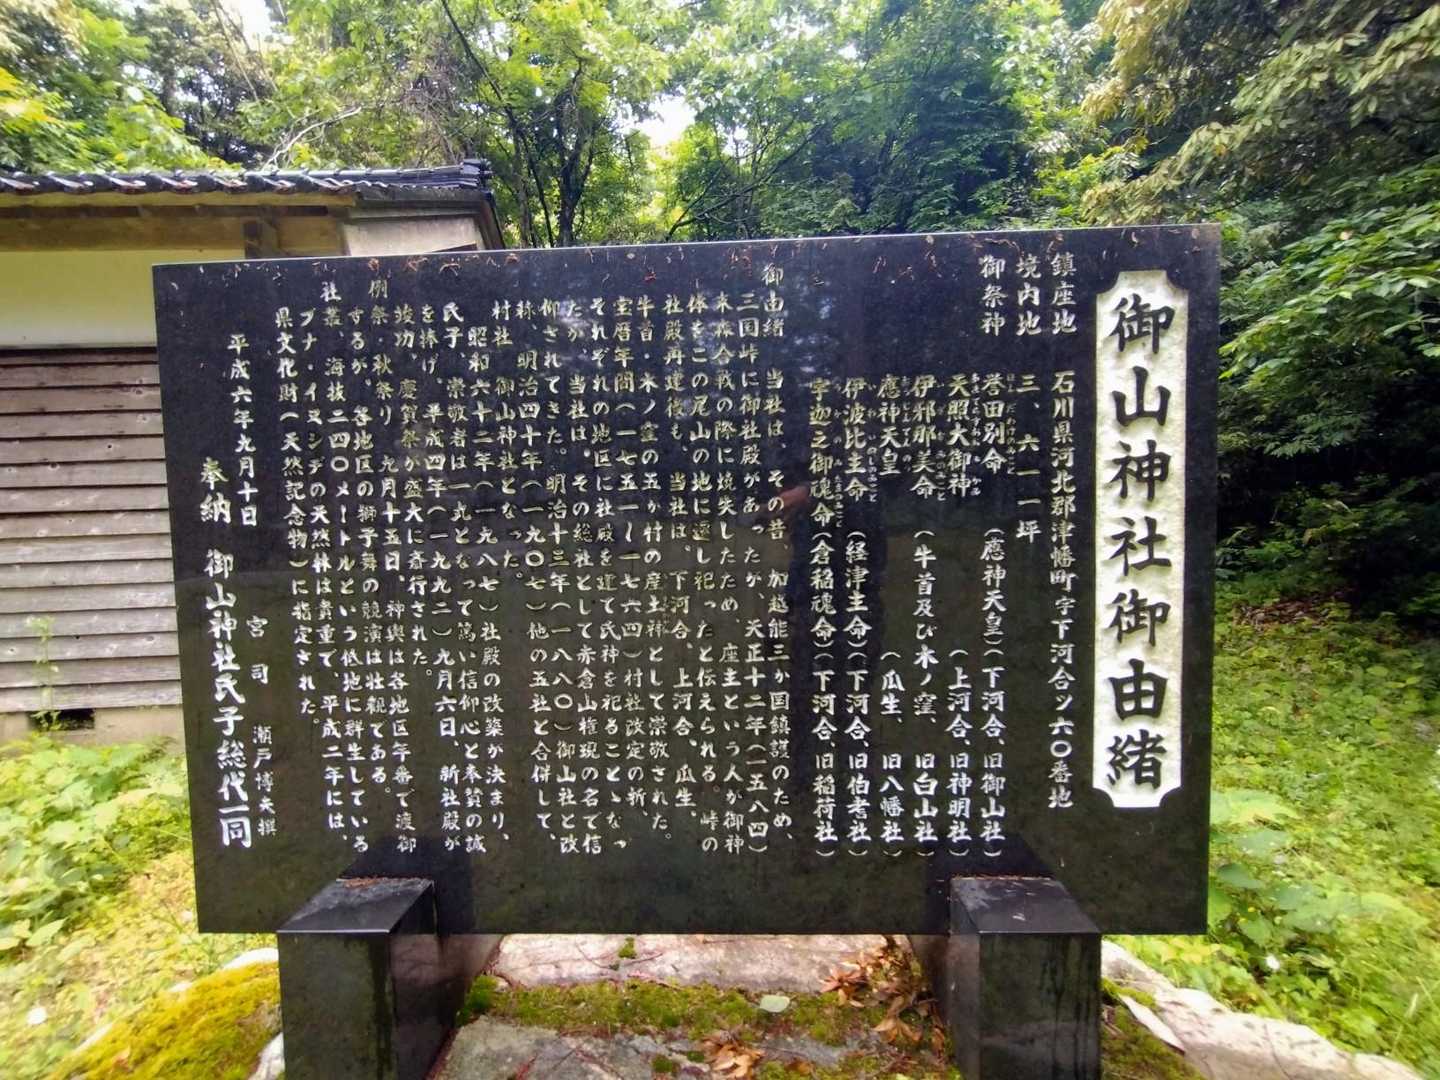 御山神社御由緒
鎮座地　石川県河北郡津幡町字下河合ツ六〇番地
境内地　三、六一一坪
御祭神　誉田別命　（應神天皇）（下河合、旧御山社）
天照大御神　（上河合、旧神明社）
伊邪那美命　（牛首及び木ノ窪、旧白山社）
應神天皇　（瓜生、旧八幡社）
伊波比主命　（経津主命）（下河合、旧伯耆社）
宇迦之御魂命（倉稲魂命）（下河合、旧稲荷社）
御由緒　当社は、その昔、加越能三か国鎮護のため、
三国峠に御社殿があったが、天正十二年（一五八四）
末森合戦の際に焼失したため、座主という人が御神
体をこの尾山の地に遷し祀ったと伝えられる。峠の
社殿再建後も、当社は、下河合、上河合、瓜生、
牛首・木ノ窪の五か村の産土神として崇敬された。
宝暦年間（一七五一〜一七六四）村社改定の術、
それぞれの地区に社殿を建て氏神を祀ることゝなっ
たが、当社は、その総社として赤倉山権現の名で信
仰されてきた。明治十三年（一八八〇）御山社と改
称、明治四十年（一九〇七）他の五社と合併して、
村社　御山神社となった。
昭和六十二年（一九八七）社殿の改築が決まり、
氏子、崇敬者は一丸となって篤い信仰心と奉賛の誠
を捧げ、平成四年（一九九二）九月六日、新社殿が
竣功、慶賀祭が盛大に斎行された。
例祭・秋祭り　九月十五日、神輿は各地区年番で渡御
するが、各地区の獅子舞の競演は壮観である。
社叢、海抜二四〇メートルという低地に群生している
ブナ・イヌシデの天然林は貴重で、平成二年には、
県文化財（天然記念物）に指定された。
平成六年九月十日
宮司　瀬戸博夫撰
奉納　御山神社氏子総代一同